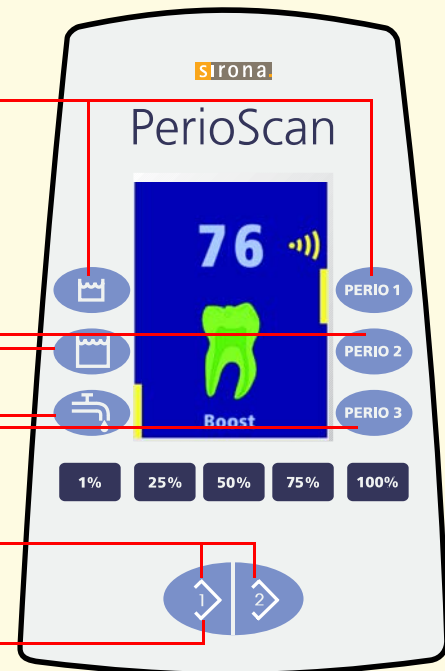 sirona.
PerioScan
76
PERIO 1
PERIO 2
Boost
PERIO 3
1% 25% 50% 75% 100%
1 2